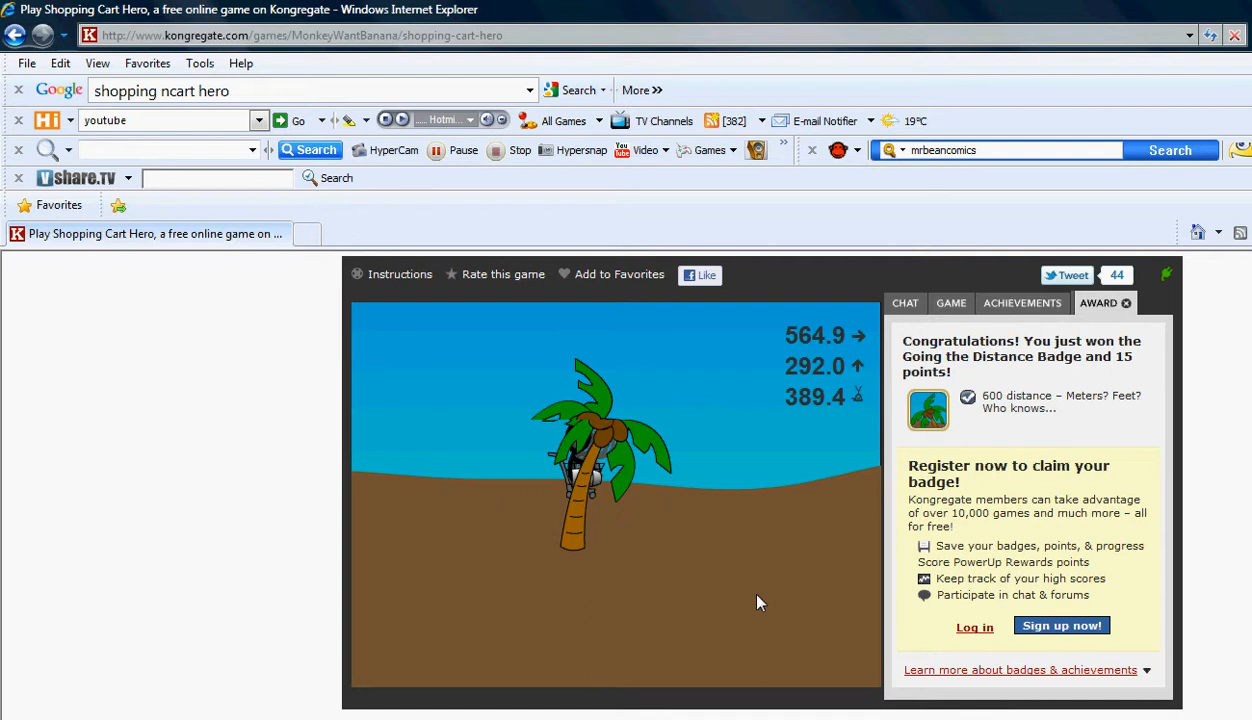 Play Shopping Cart Hero, a free online game on Kongregate - Windows Internet Explorer
http://www.kongregate.com/games/MonkeyWantBanana/shopping-cart-hero
File Edit View Favorites Tools Help
Google shopping ncart hero Search More »
Hi youtube Go ..... Hotmi... All Games TV Channels [382] E-mail Notifier 19°C
Search HyperCam Pause Stop Hypersnap You Tube Video Games » mrbeancomics Search
Vshare.TV Search
Favorites
Play Shopping Cart Hero, a free online game on ...
Instructions Rate this game Add to Favorites Like Tweet 44
CHAT GAME ACHIEVEMENTS AWARD
564.9
292.0
389.4
Congratulations! You just won the
Going the Distance Badge and 15
points!
600 distance – Meters? Feet?
Who knows...
Register now to claim your
badge!
Kongregate members can take advantage
of over 10,000 games and much more – all
for free!
Save your badges, points, & progress
Score PowerUp Rewards points
Keep track of your high scores
Participate in chat & forums
Log in Sign up now!
Learn more about badges & achievements